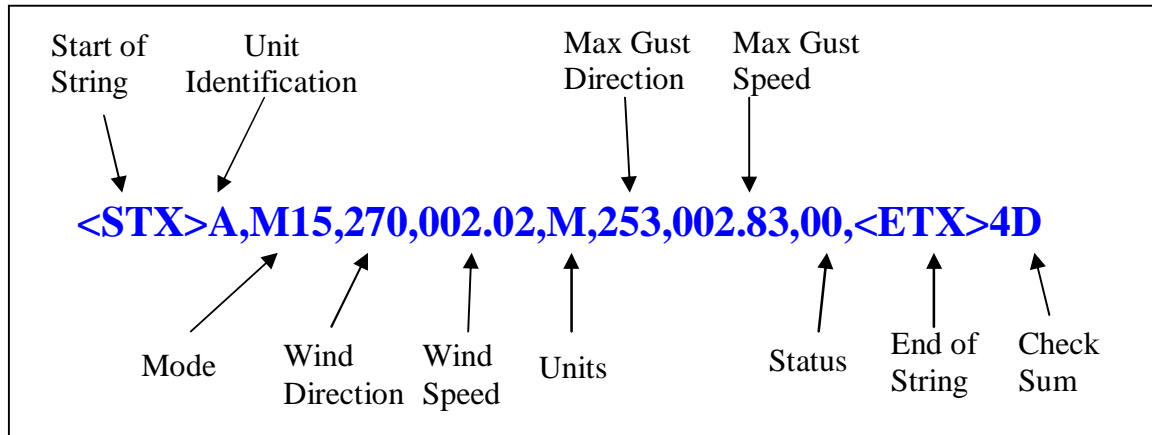 Start of
String
Unit
Identification
Max Gust
Direction
Max Gust
Speed
<STX>A,M15,270,002.02,M,253,002.83,00,<ETX>4D
Mode
Wind
Direction
Wind
Speed
Units
Status
End of
String
Check
Sum